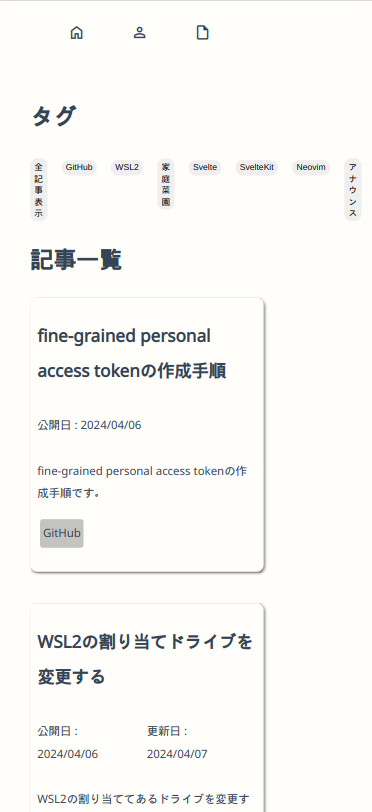 タグ
全記事表示
GitHub
WSL2
家庭菜園
Svelte
SvelteKit
Neovim
アナウンス
記事一覧
fine-grained personal
access tokenの作成手順
公開日 : 2024/04/06
fine-grained personal access tokenの作
成手順です。
GitHub
WSL2の割り当てドライブを
変更する
公開日 :
2024/04/06
更新日 :
2024/04/07
WSL2の割り当ててあるドライブを変更す